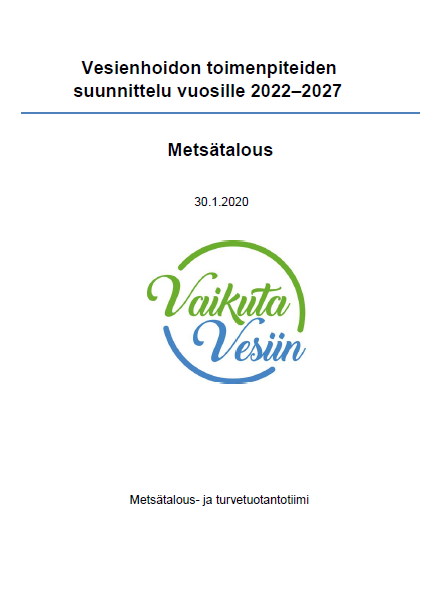 Vesienhoidon toimenpiteiden
suunnittelu vuosille 2022–2027
Metsätalous
30.1.2020
Vaikuta
Vesiin
Metsätalous- ja turvetuotantotiimi